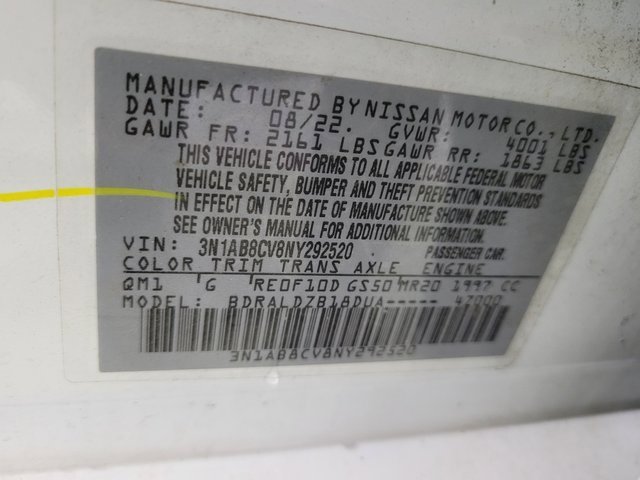 MANUFACTURED BY NISSAN MOTOR CO., LTD.
DATE: 08/22. GVWR: 4001 LBS
GAWR FR: 2161 LBS GAWR RR: 1863 LBS
THIS VEHICLE CONFORMS TO ALL APPLICABLE FEDERAL MOTOR
VEHICLE SAFETY, BUMPER AND THEFT PREVENTION STANDARDS
IN EFFECT ON THE DATE OF MANUFACTURE SHOWN ABOVE.
SEE OWNER'S MANUAL FOR ADDITIONAL INFORMATION.
VIN: 3N1AB8CV8NY292520 PASSENGER CAR.
COLOR TRIM TRANS AXLE ENGINE
QM1 G RE0F10D GS50 MR20 1997 CC
MODEL: BDRALDZB18DUA----- 47000
3N1AB8CV8NY292520